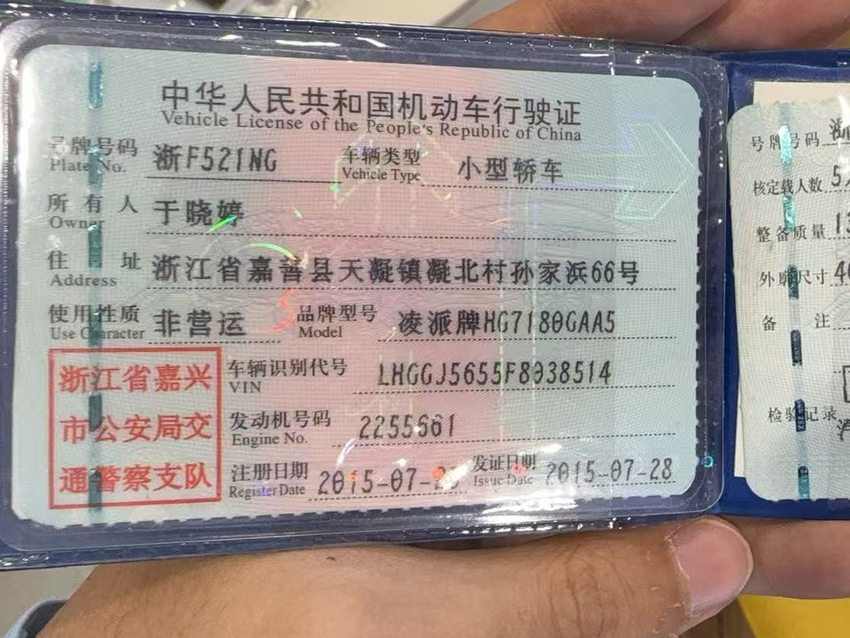 中华人民共和国机动车行驶证
Vehicle License of the People's Republic of China
号牌号码 Plate No. 浙F521NG 车辆类型 Vehicle Type 小型轿车
所有人 Owner 于晓婷
住址 Address 浙江省嘉善县天凝镇凝北村孙家浜66号
使用性质 Use Character 非营运 品牌型号 Model 凌派牌HG7180GAA5
浙江省嘉兴
市公安局交
通警察支队
车辆识别代号 VIN LHGGJ5655F8038514
发动机号码 Engine No. 2255661
注册日期 Register Date 2015-07-2 发证日期 Issue Date 2015-07-28
号牌号码 浙
核定载人数 5
整备质量 13
外廓尺寸 4
备注
检验记录